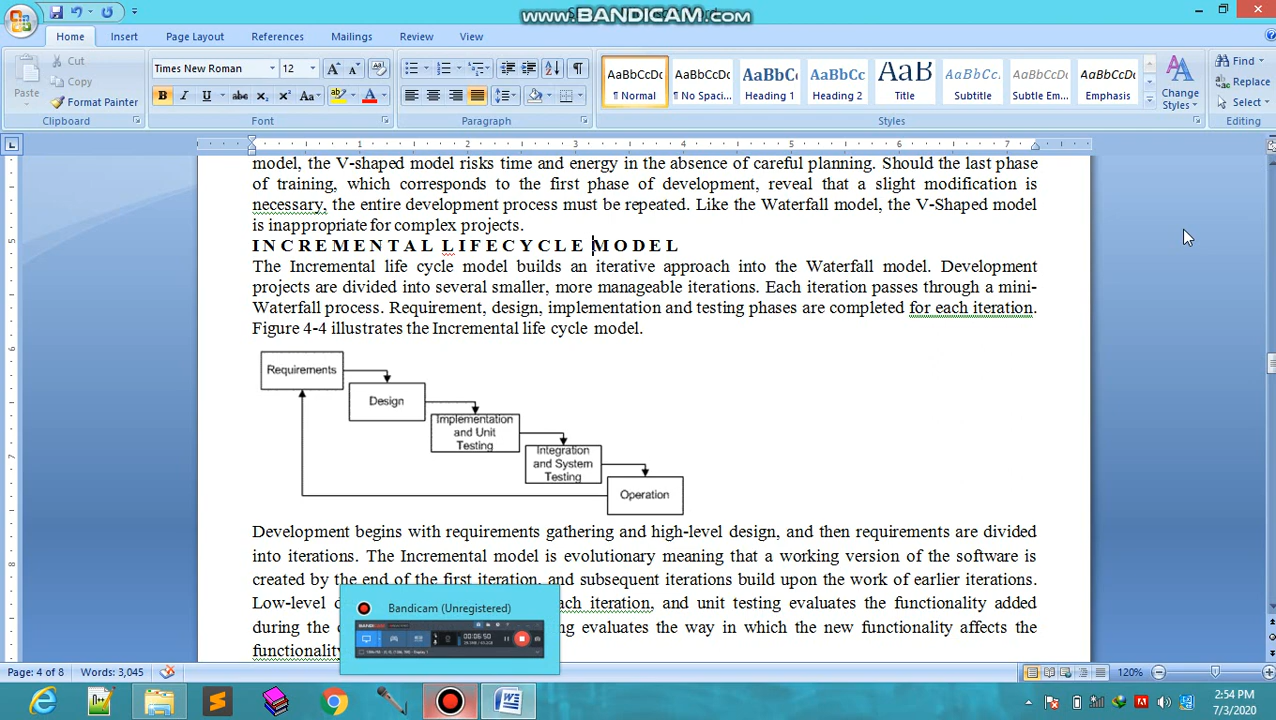 www.BANDICAM.com
Home Insert Page Layout References Mailings Review View
Cut
Copy
Format Painter
Paste
Clipboard
Times New Roman 12
Font
Paragraph
AaBbCcDc AaBbCcDc AaBbCc AaBbCc AaB AaBbCc. AaBbCcDc AaBbCcDc
¶ Normal ¶ No Spaci... Heading 1 Heading 2 Title Subtitle Subtle Em... Emphasis
Change
Styles
Styles
Find
Replace
Select
Editing
model, the V-shaped model risks time and energy in the absence of careful planning. Should the last phase
of training, which corresponds to the first phase of development, reveal that a slight modification is
necessary, the entire development process must be repeated. Like the Waterfall model, the V-Shaped model
is inappropriate for complex projects.
INCREMENTAL LIFECYCLE MODEL
The Incremental life cycle model builds an iterative approach into the Waterfall model. Development
projects are divided into several smaller, more manageable iterations. Each iteration passes through a mini-
Waterfall process. Requirement, design, implementation and testing phases are completed for each iteration.
Figure 4-4 illustrates the Incremental life cycle model.
Requirements
Design
Implementation
and Unit
Testing
Integration
and System
Testing
Operation
Development begins with requirements gathering and high-level design, and then requirements are divided
into iterations. The Incremental model is evolutionary meaning that a working version of the software is
created by the end of the first iteration, and subsequent iterations build upon the work of earlier iterations.
Low-level ach iteration, and unit testing evaluates the functionality added
during the ng evaluates the way in which the new functionality affects the
functionality
Bandicam (Unregistered)
00:06:50
Page: 4 of 8 Words: 3,045 120%
2:54 PM
7/3/2020